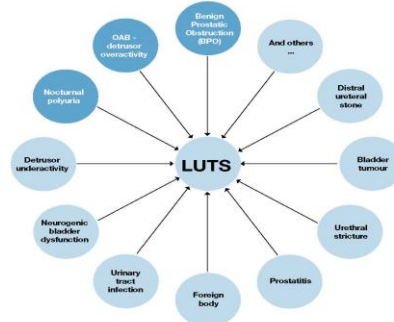 Benign
Prostatic
Obstruction
(BPO)
And others
...
Distral
ureteral
stone
Bladder
tumour
Urethral
stricture
Prostatitis
Foreign
body
Urinary
tract
infection
Neurogenic
bladder
dysfunction
Detrusor
underactivity
Nocturnal
polyuria
OAB -
detrusor
overactivity
LUTS